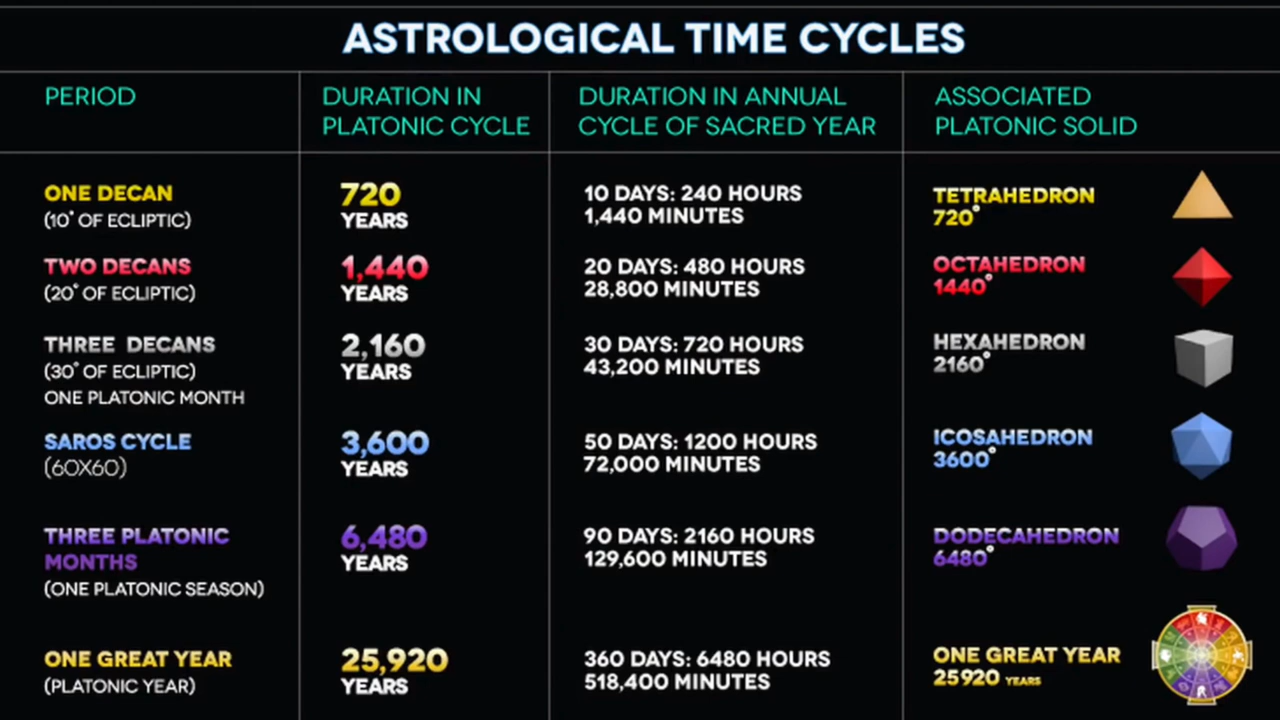 ASTROLOGICAL TIME CYCLES
PERIOD
DURATION IN
PLATONIC CYCLE
DURATION IN ANNUAL
CYCLE OF SACRED YEAR
ASSOCIATED
PLATONIC SOLID
ONE DECAN
(10° OF ECLIPTIC)
720
YEARS
10 DAYS: 240 HOURS
1,440 MINUTES
TETRAHEDRON
720°
TWO DECANS
(20° OF ECLIPTIC)
1,440
YEARS
20 DAYS: 480 HOURS
28,800 MINUTES
OCTAHEDRON
1440°
THREE DECANS
(30° OF ECLIPTIC)
ONE PLATONIC MONTH
2,160
YEARS
30 DAYS: 720 HOURS
43,200 MINUTES
HEXAHEDRON
2160°
SAROS CYCLE
(60X60)
3,600
YEARS
50 DAYS: 1200 HOURS
72,000 MINUTES
ICOSAHEDRON
3600°
THREE PLATONIC
MONTHS
(ONE PLATONIC SEASON)
6,480
YEARS
90 DAYS: 2160 HOURS
129,600 MINUTES
DODECAHEDRON
6480°
ONE GREAT YEAR
(PLATONIC YEAR)
25,920
YEARS
360 DAYS: 6480 HOURS
518,400 MINUTES
ONE GREAT YEAR
25920 YEARS